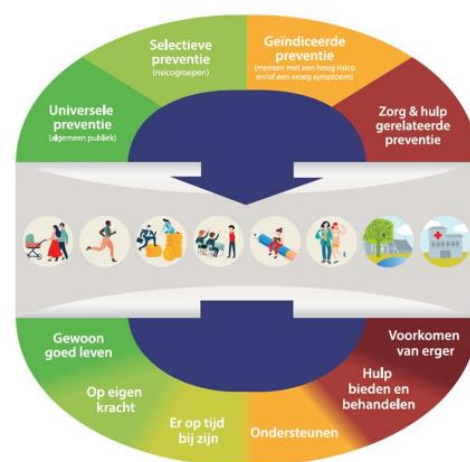 Universele
preventie
(algemeen publiek)
Selectieve
preventie
(risicogroepen)
Geïndiceerde
preventie
(mensen met een hoog risico
en/of een vroeg symptoom)
Zorg & hulp
gerelateerde
preventie
Gewoon
goed leven
Op eigen
kracht
Er op tijd
bij zijn
Ondersteunen
Hulp
bieden en
behandelen
Voorkomen
van erger